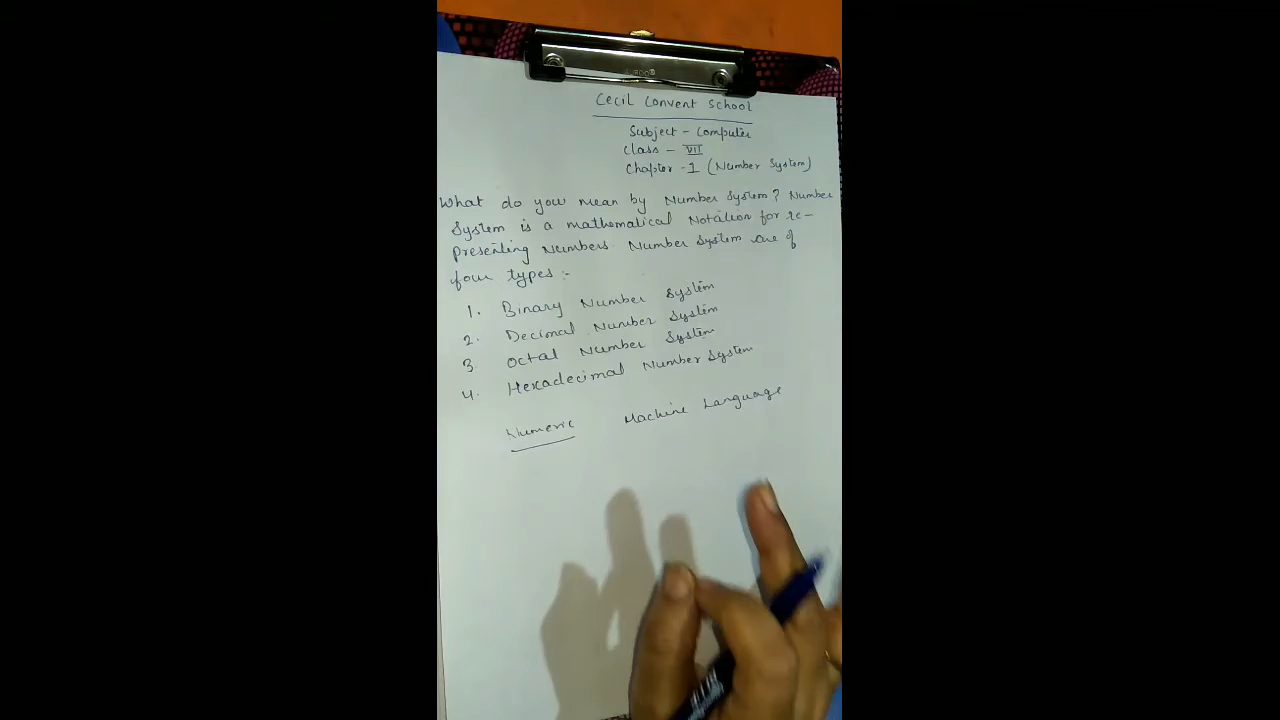 Cecil Convent School
Subject - Computer
Class - VII
Chapter - 1 (Number System)
What do you mean by Number System? Number
System is a mathematical Notation for re-
presenting Numbers. Number System are of
four types :-
1. Binary Number System
2. Decimal Number System
3. Octal Number System
4. Hexadecimal Number System
Numeric Machine Language